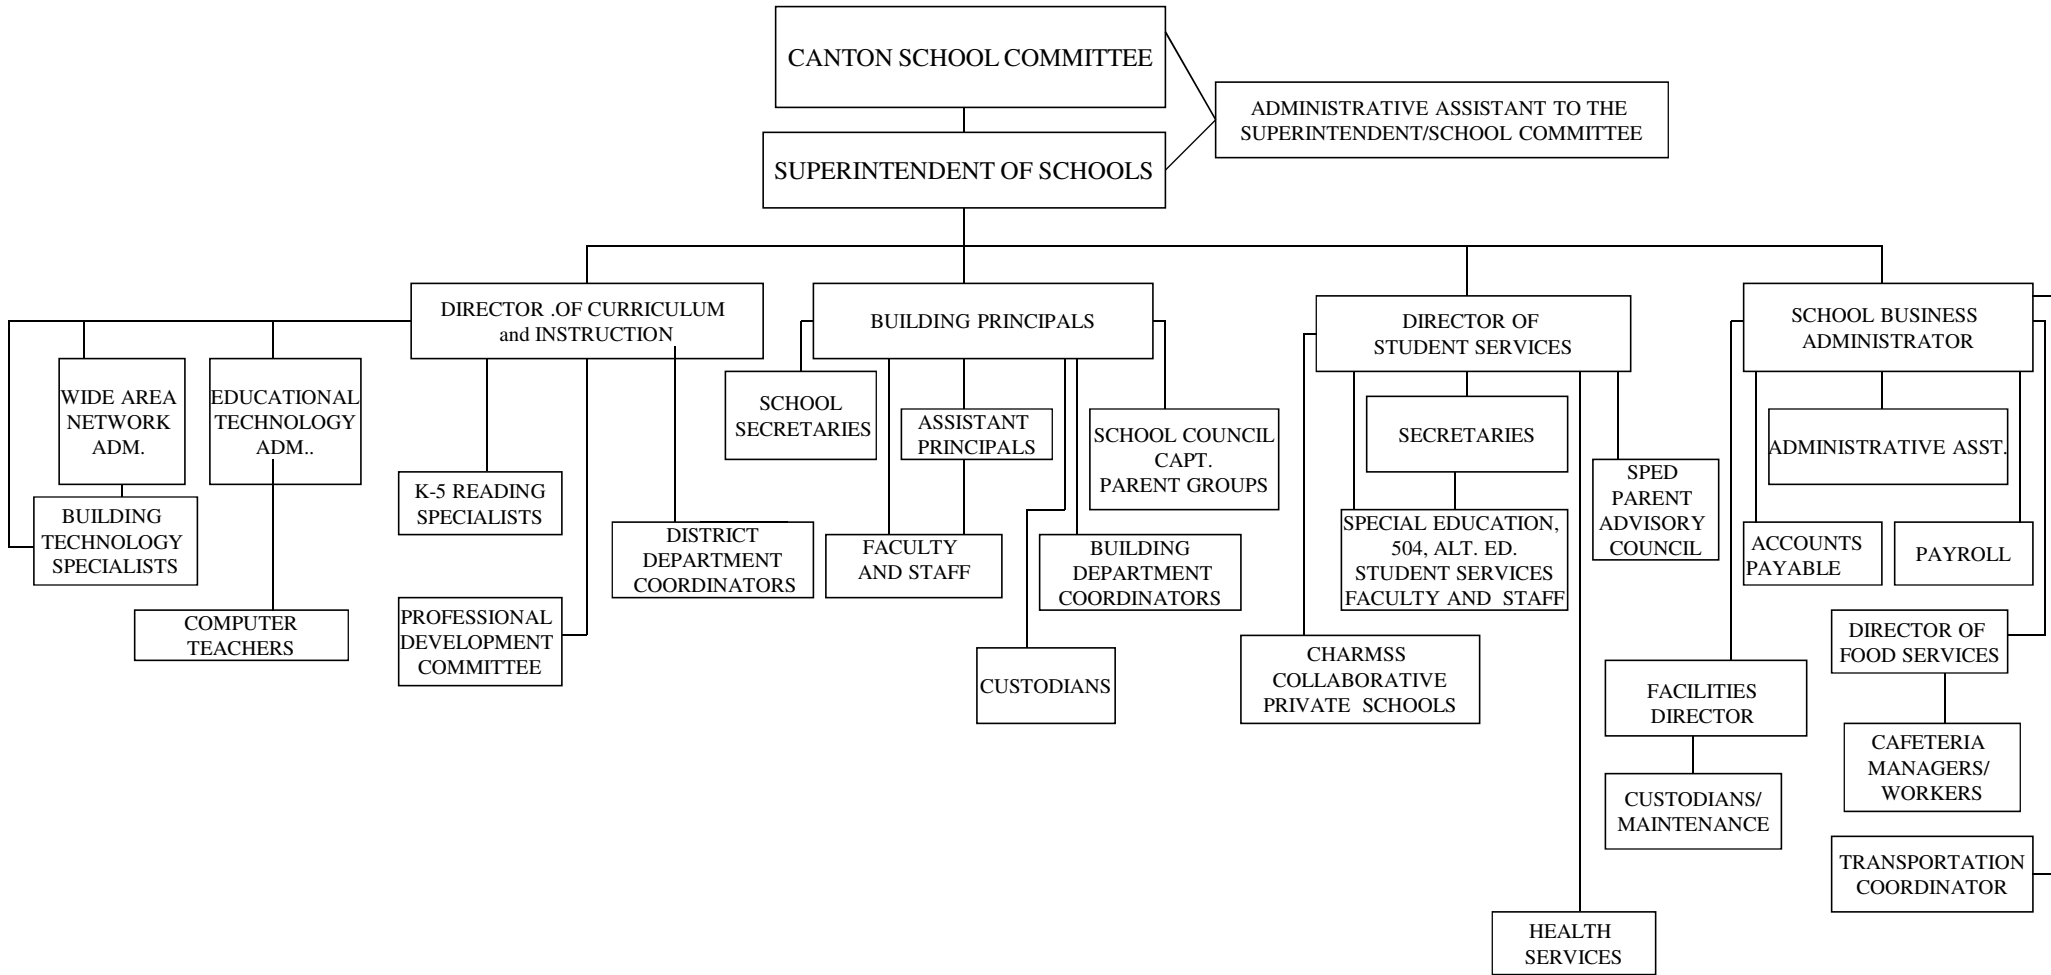 CANTON SCHOOL COMMITTEE
ADMINISTRATIVE ASSISTANT TO THE
SUPERINTENDENT/SCHOOL COMMITTEE
SUPERINTENDENT OF SCHOOLS
DIRECTOR .OF CURRICULUM
and INSTRUCTION
BUILDING PRINCIPALS
DIRECTOR OF
STUDENT SERVICES
SCHOOL BUSINESS
ADMINISTRATOR
WIDE AREA
NETWORK
ADM.
EDUCATIONAL
TECHNOLOGY
ADM..
BUILDING
TECHNOLOGY
SPECIALISTS
COMPUTER
TEACHERS
K-5 READING
SPECIALISTS
PROFESSIONAL
DEVELOPMENT
COMMITTEE
DISTRICT
DEPARTMENT
COORDINATORS
SCHOOL
SECRETARIES
ASSISTANT
PRINCIPALS
SCHOOL COUNCIL
CAPT.
PARENT GROUPS
FACULTY
AND STAFF
BUILDING
DEPARTMENT
COORDINATORS
CUSTODIANS
SECRETARIES
SPECIAL EDUCATION,
504, ALT. ED.
STUDENT SERVICES
FACULTY AND STAFF
SPED
PARENT
ADVISORY
COUNCIL
CHARMSS
COLLABORATIVE
PRIVATE SCHOOLS
HEALTH
SERVICES
ADMINISTRATIVE ASST.
ACCOUNTS
PAYABLE
PAYROLL
DIRECTOR OF
FOOD SERVICES
FACILITIES
DIRECTOR
CAFETERIA
MANAGERS/
WORKERS
CUSTODIANS/
MAINTENANCE
TRANSPORTATION
COORDINATOR